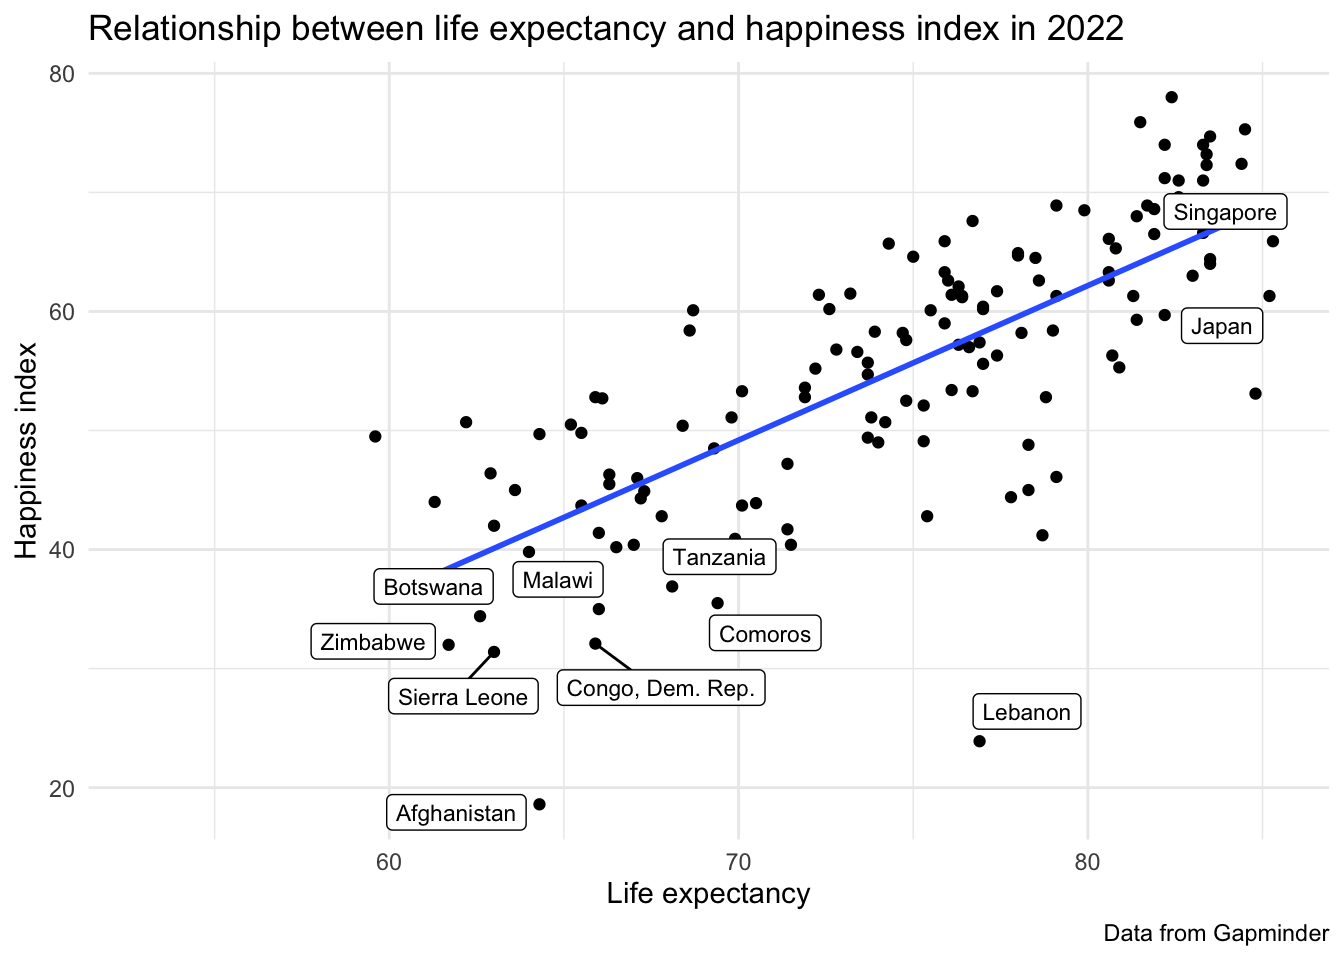 Relationship between life expectancy and happiness index in 2022
80
60
40
20
Happiness index
Singapore
Japan
Tanzania
Botswana
Malawi
Zimbabwe
Comoros
Sierra Leone
Congo, Dem. Rep.
Lebanon
Afghanistan
60
70
80
Life expectancy
Data from Gapminder